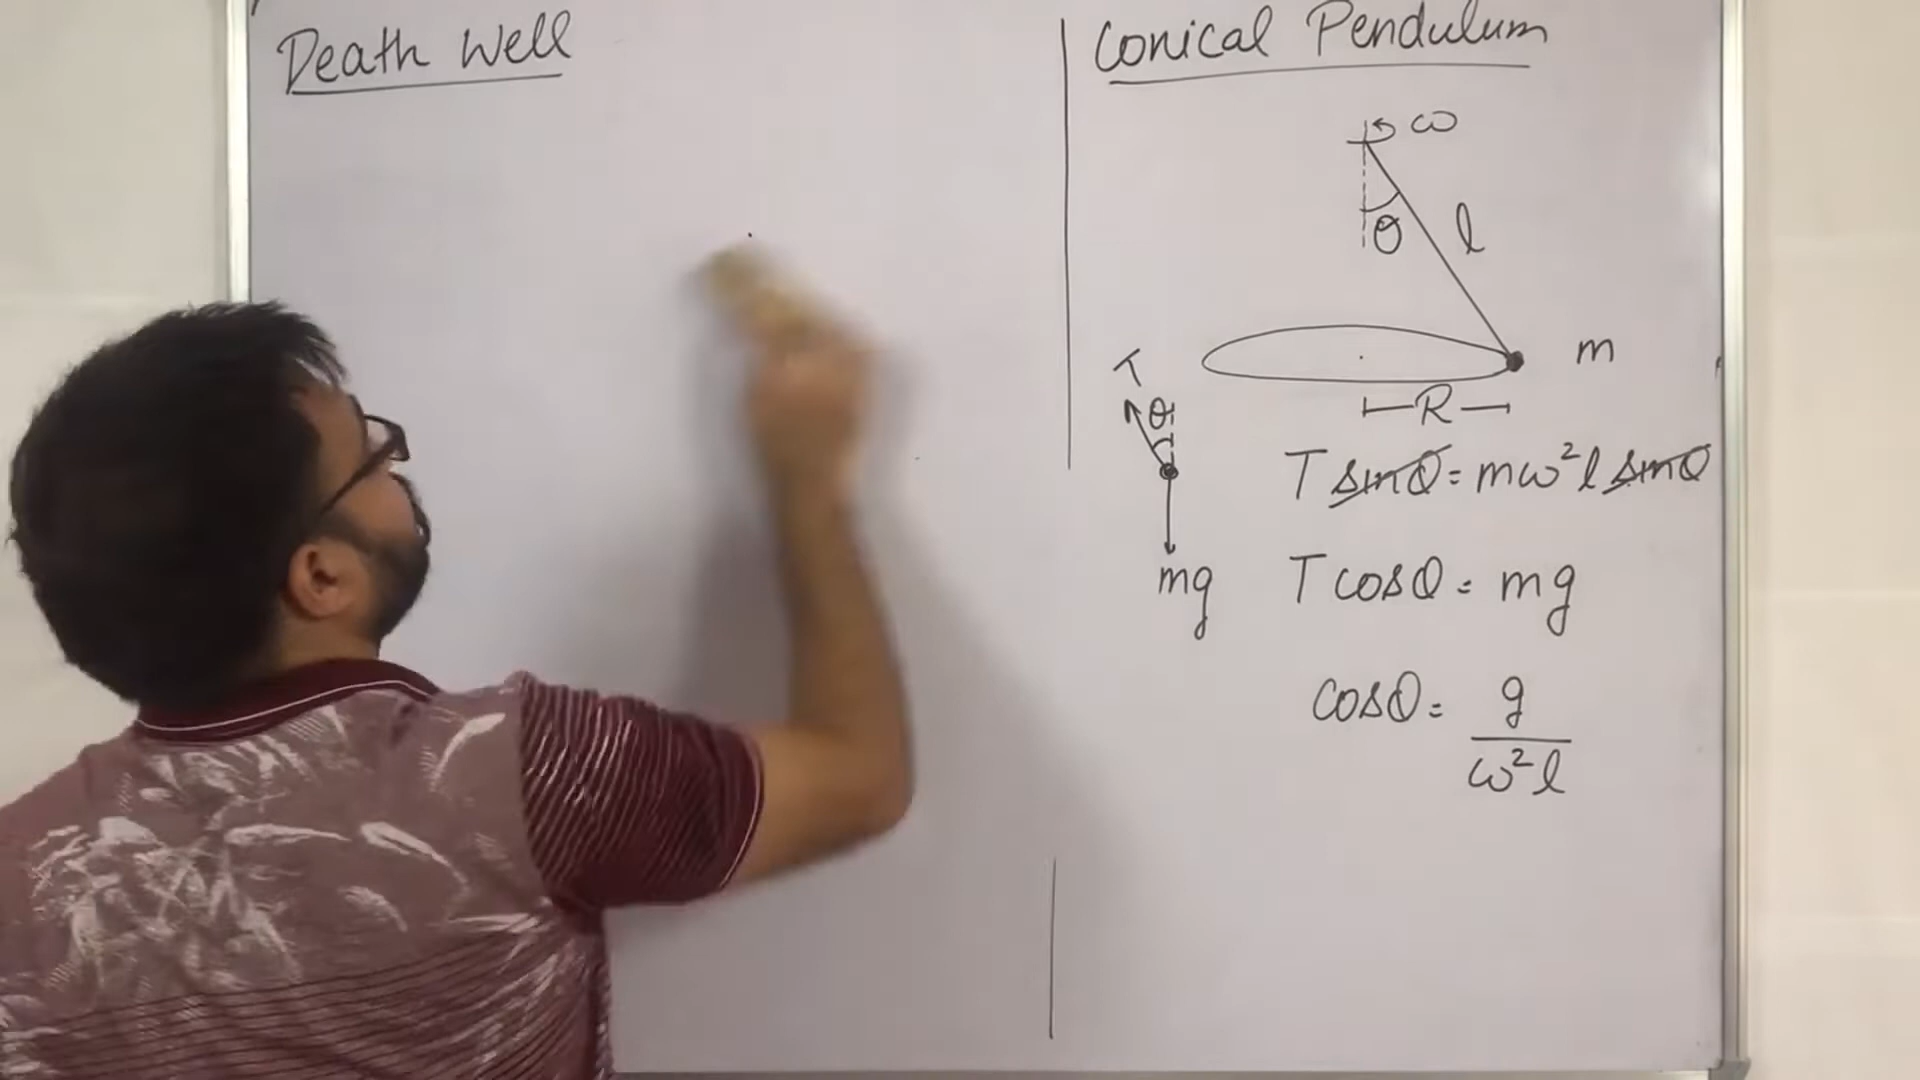 Death Well
Conical Pendulum
ω
θ
l
m
R
T
θ
mg
T sinθ = mω²l sinθ
T cosθ = mg
cosθ = g
ω²l